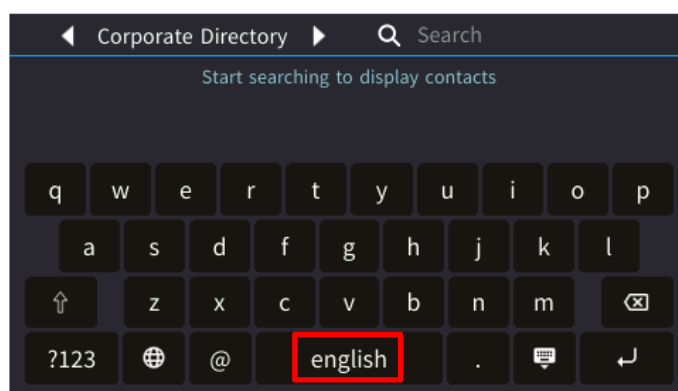 Corporate Directory Search
Start searching to display contacts
q w e r t y u i o p
a s d f g h j k l
z x c v b n m
?123 @ english .